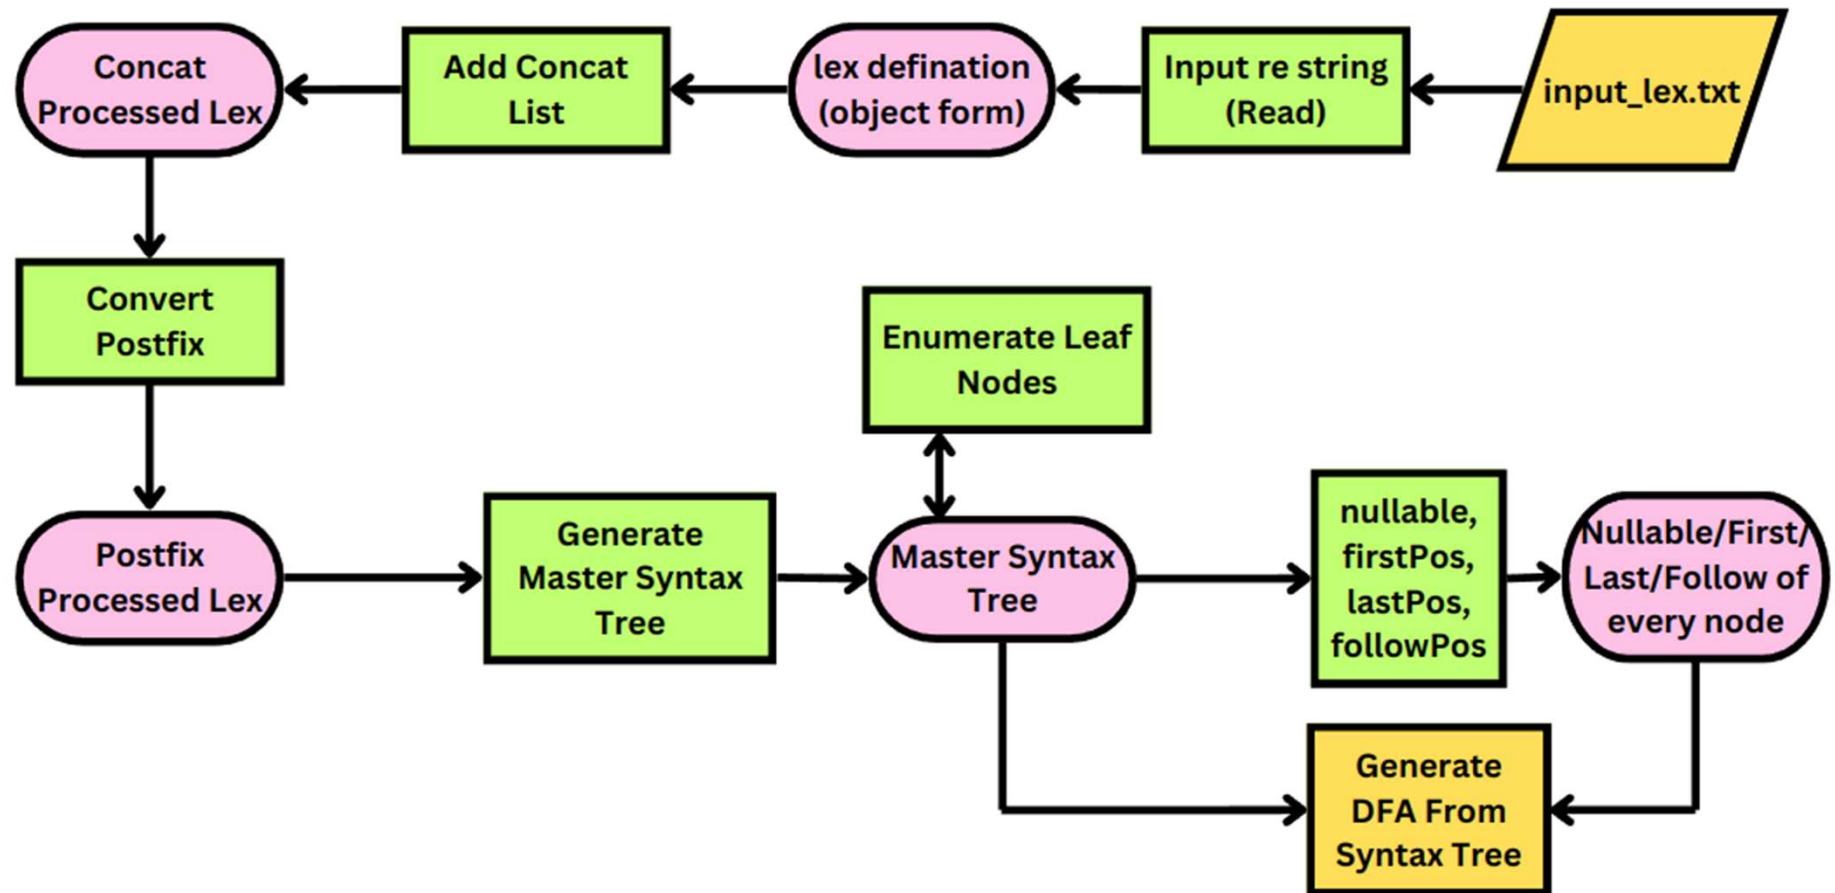 Concat
Processed Lex
Add Concat
List
lex defination
(object form)
Input re string
(Read)
input_lex.txt
Convert
Postfix
Enumerate Leaf
Nodes
Postfix
Processed Lex
Generate
Master Syntax
Tree
Master Syntax
Tree
nullable,
firstPos,
lastPos,
followPos
Nullable/First/
Last/Follow of
every node
Generate
DFA From
Syntax Tree